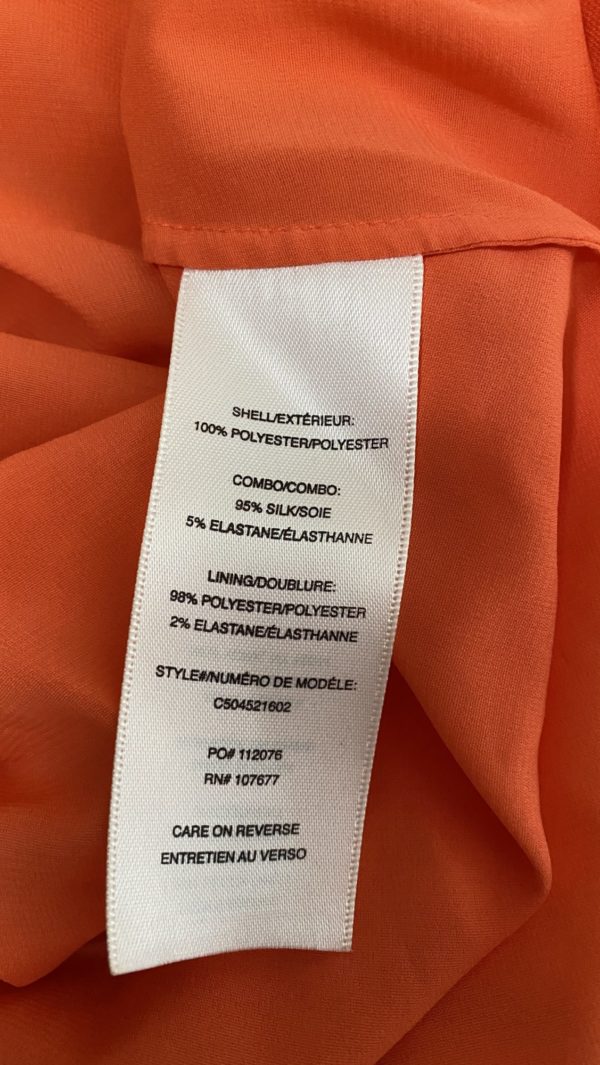 SHELL/EXTÉRIEUR:
100% POLYESTER/POLYESTER
COMBO/COMBO:
95% SILK/SOIE
5% ELASTANE/ÉLASTHANNE
LINING/DOUBLURE:
98% POLYESTER/POLYESTER
2% ELASTANE/ÉLASTHANNE
STYLE#/NUMÉRO DE MODÉLE:
C504521602
PO# 112076
RN# 107677
CARE ON REVERSE
ENTRETIEN AU VERSO